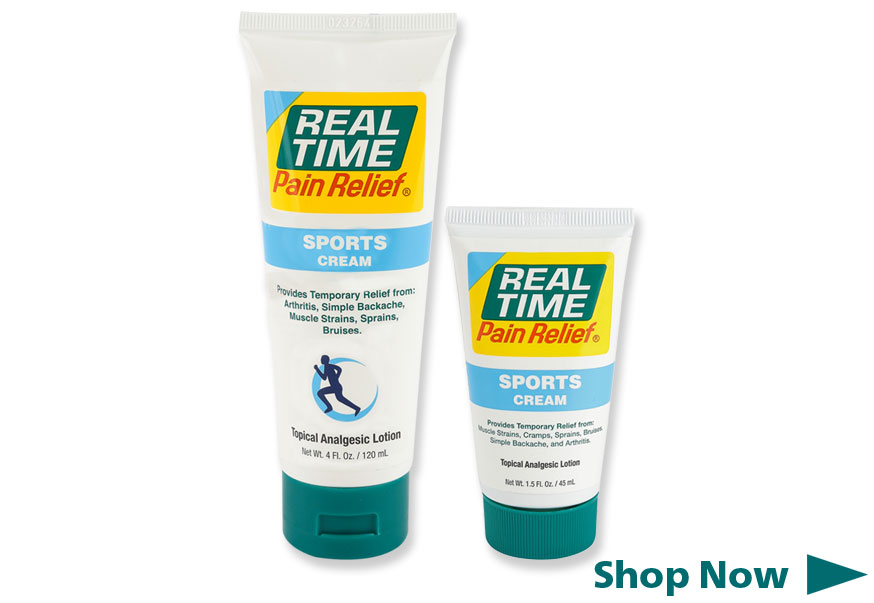 023264
REAL
TIME
Pain Relief®
SPORTS
CREAM
Provides Temporary Relief from:
Arthritis, Simple Backache,
Muscle Strains, Sprains,
Bruises.
Topical Analgesic Lotion
Net Wt. 4 Fl. Oz. / 120 mL
REAL
TIME
Pain Relief®
SPORTS
CREAM
Provides Temporary Relief from:
Muscle Strains, Cramps, Sprains, Bruises,
Simple Backache, and Arthritis.
Topical Analgesic Lotion
Net Wt. 1.5 Fl. Oz. / 45 mL
Shop Now